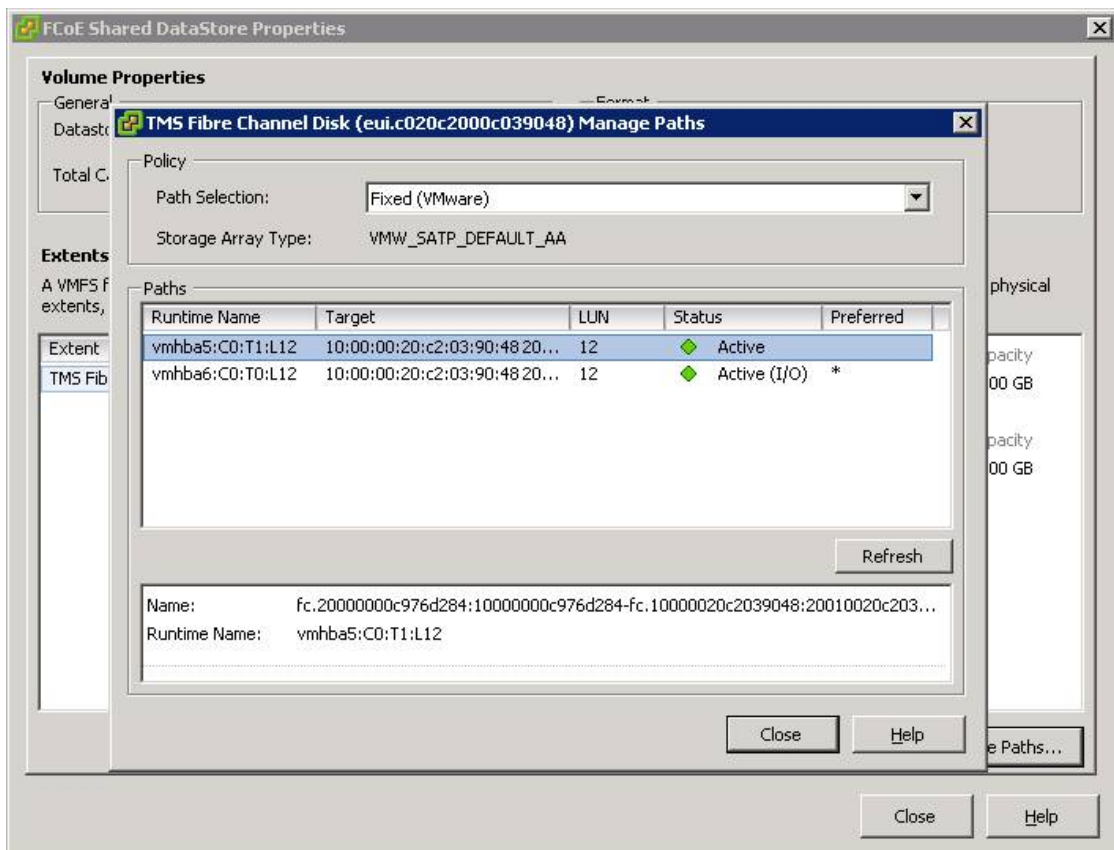 FCoE Shared DataStore Properties
Volume Properties
General
Format
TMS Fibre Channel Disk (eui.c020c2000c039048) Manage Paths
Policy
Total C
Path Selection: Fixed (VMware)
Storage Array Type: VMW_SATP_DEFAULT_AA
Extents
A VMFS f physical
extents,
Paths
Runtime Name Target LUN Status Preferred
Extent vmhba5:C0:T1:L12 10:00:00:20:c2:03:90:48 20... 12 Active
TMS Fib vmhba6:C0:T0:L12 10:00:00:20:c2:03:90:48 20... 12 Active (I/O) *
pacity
00 GB
pacity
00 GB
Refresh
Name: fc.20000000c976d284:10000000c976d284-fc.10000020c2039048:20010020c203...
Runtime Name: vmhba5:C0:T1:L12
Close Help
e Paths...
Close Help